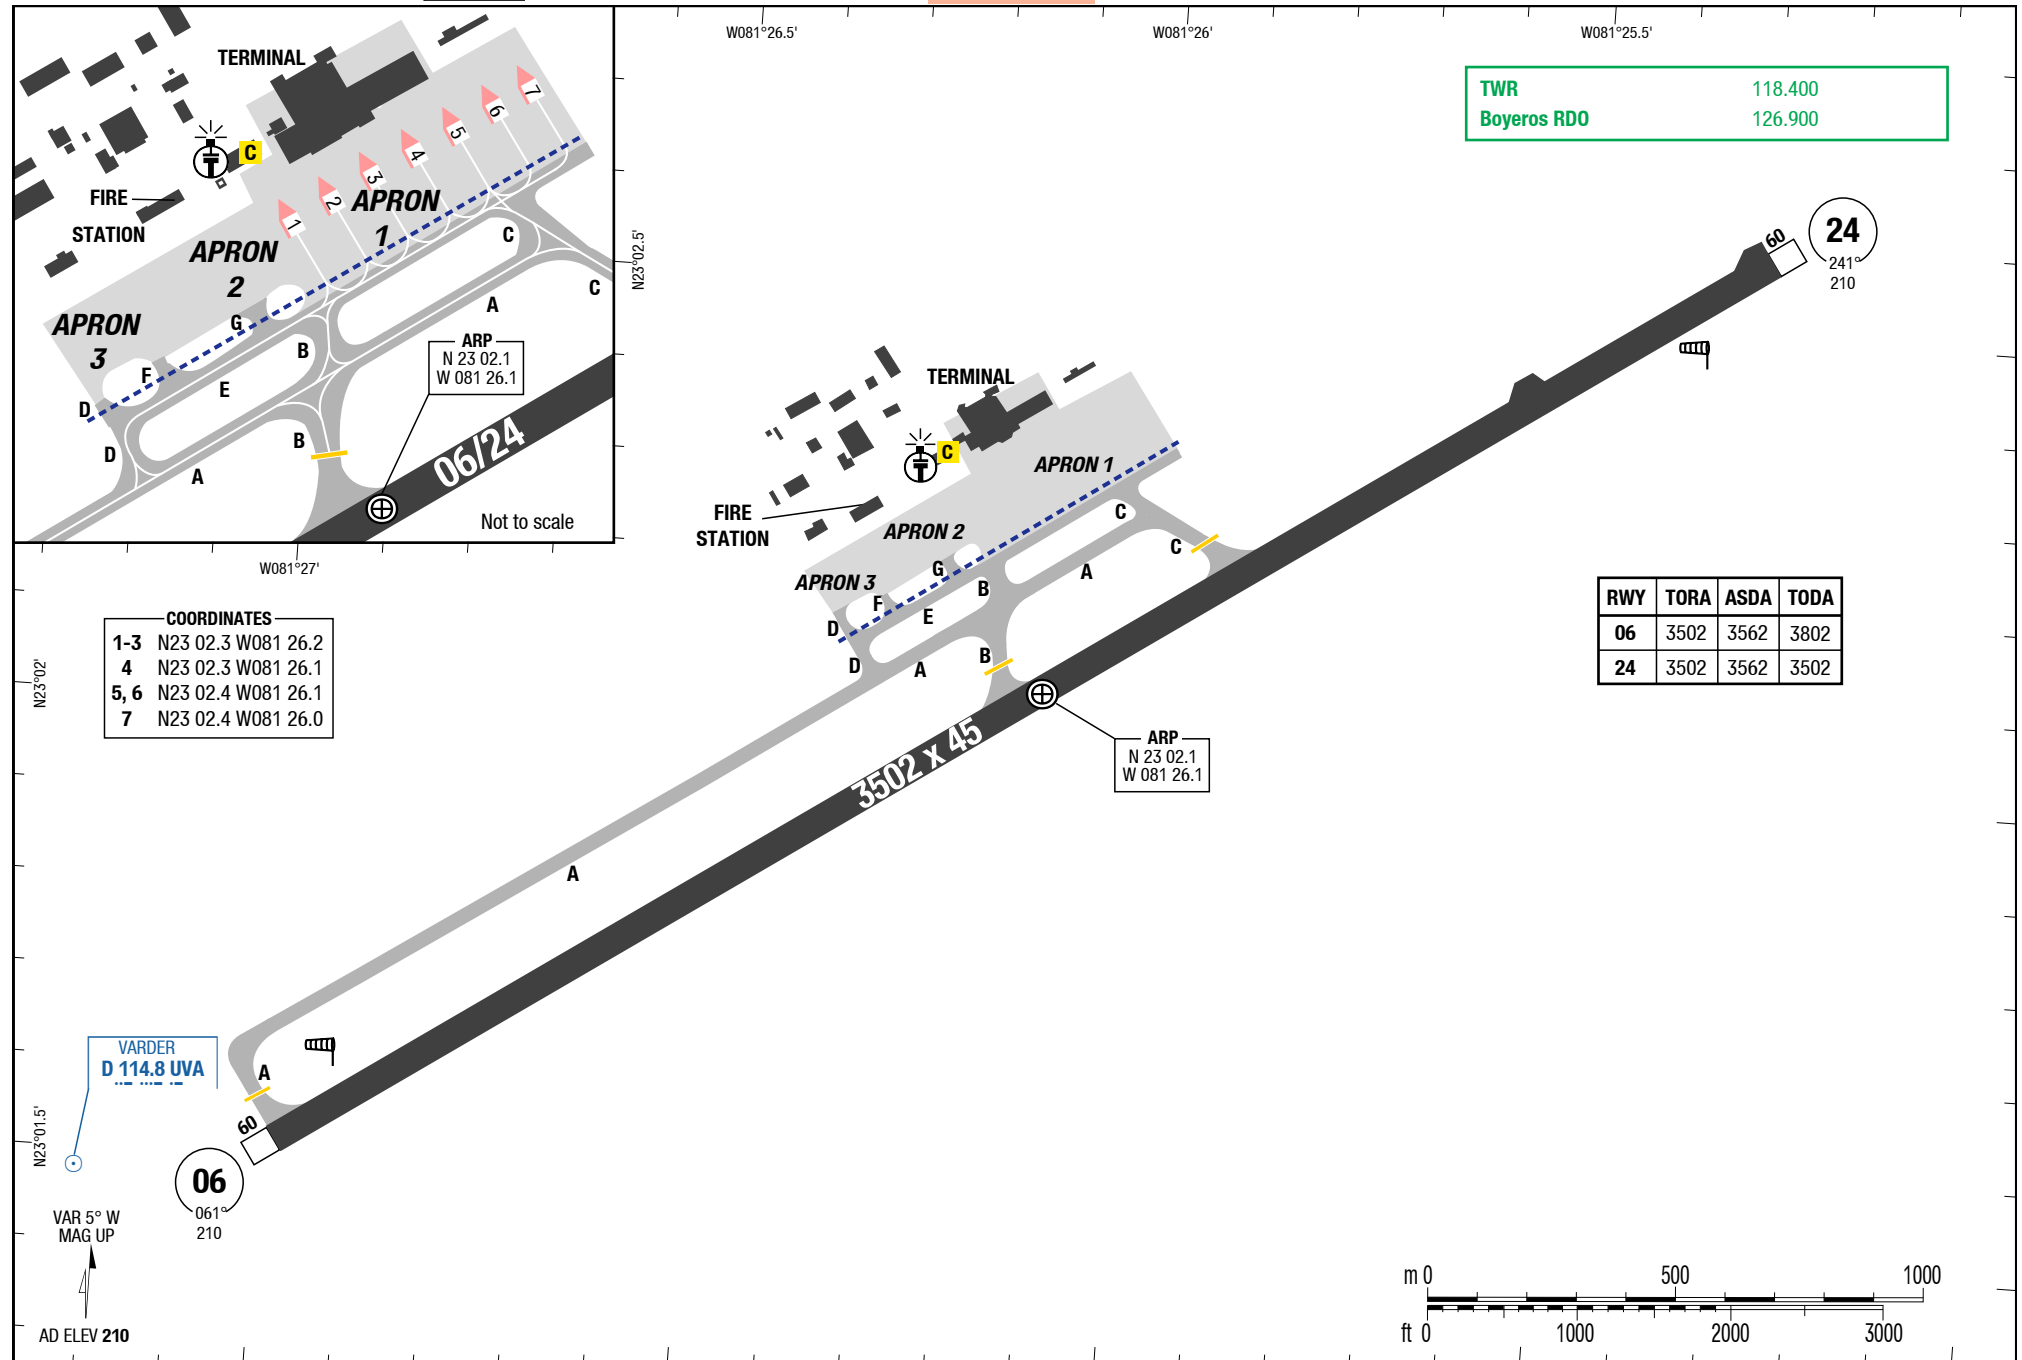 W081°26.5'
W081°26'
W081°25.5'
TERMINAL
7
6
5
4
3
2
1
C
FIRE
STATION
APRON
1
APRON
2
APRON
3
C
C
A
G
B
F
E
D
D
B
A
ARP
N 23 02.1
W 081 26.1
06/24
Not to scale
N23°02.5'
W081°27'
TWR 118.400
Boyeros RDO 126.900
24
241°
210
60
TERMINAL
C
APRON 1
FIRE
STATION
APRON 2
APRON 3
C
C
G
A
B
F
E
D
B
D
A
RWY TORA ASDA TODA
06 3502 3562 3802
24 3502 3562 3502
COORDINATES
1-3 N23 02.3 W081 26.2
4 N23 02.3 W081 26.1
5, 6 N23 02.4 W081 26.1
7 N23 02.4 W081 26.0
N23°02'
3502 x 45
ARP
N 23 02.1
W 081 26.1
A
VARDER
D 114.8 UVA
A
60
N23°01.5'
06
061°
210
VAR 5° W
MAG UP
AD ELEV 210
m 0 500 1000
ft 0 1000 2000 3000